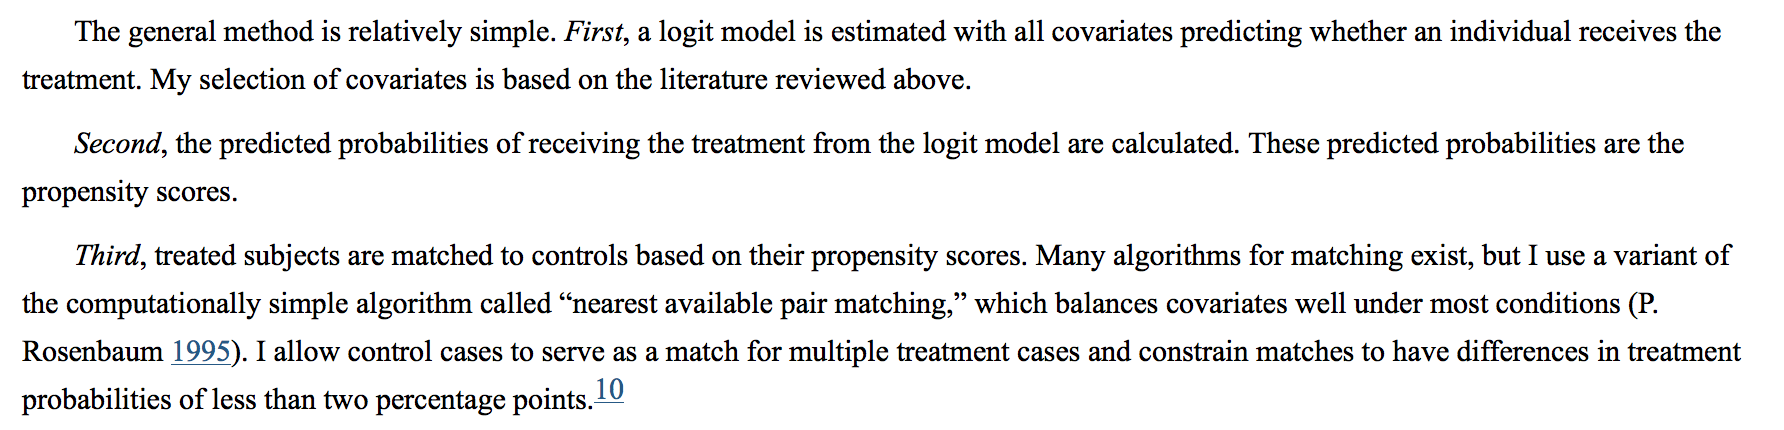 The general method is relatively simple. First, a logit model is estimated with all covariates predicting whether an individual receives the
treatment. My selection of covariates is based on the literature reviewed above.
Second, the predicted probabilities of receiving the treatment from the logit model are calculated. These predicted probabilities are the
propensity scores.
Third, treated subjects are matched to controls based on their propensity scores. Many algorithms for matching exist, but I use a variant of
the computationally simple algorithm called “nearest available pair matching,” which balances covariates well under most conditions (P.
Rosenbaum 1995). I allow control cases to serve as a match for multiple treatment cases and constrain matches to have differences in treatment
probabilities of less than two percentage points.10